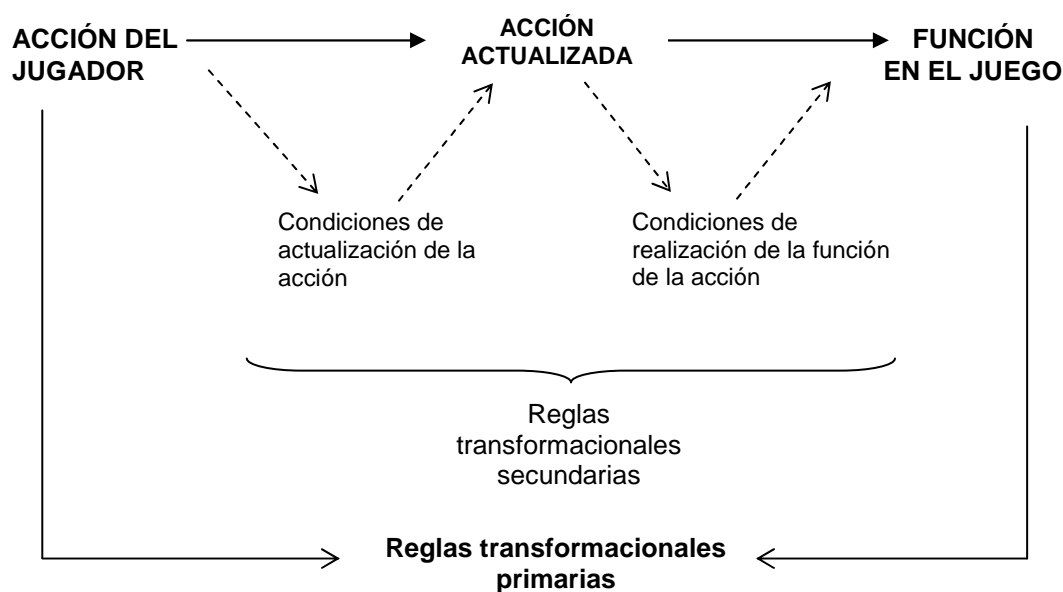 ACCIÓN DEL
JUGADOR
ACCIÓN
ACTUALIZADA
FUNCIÓN
EN EL JUEGO
Condiciones de
actualización de la
acción
Condiciones de
realización de la función
de la acción
Reglas
transformacionales
secundarias
Reglas transformacionales
primarias